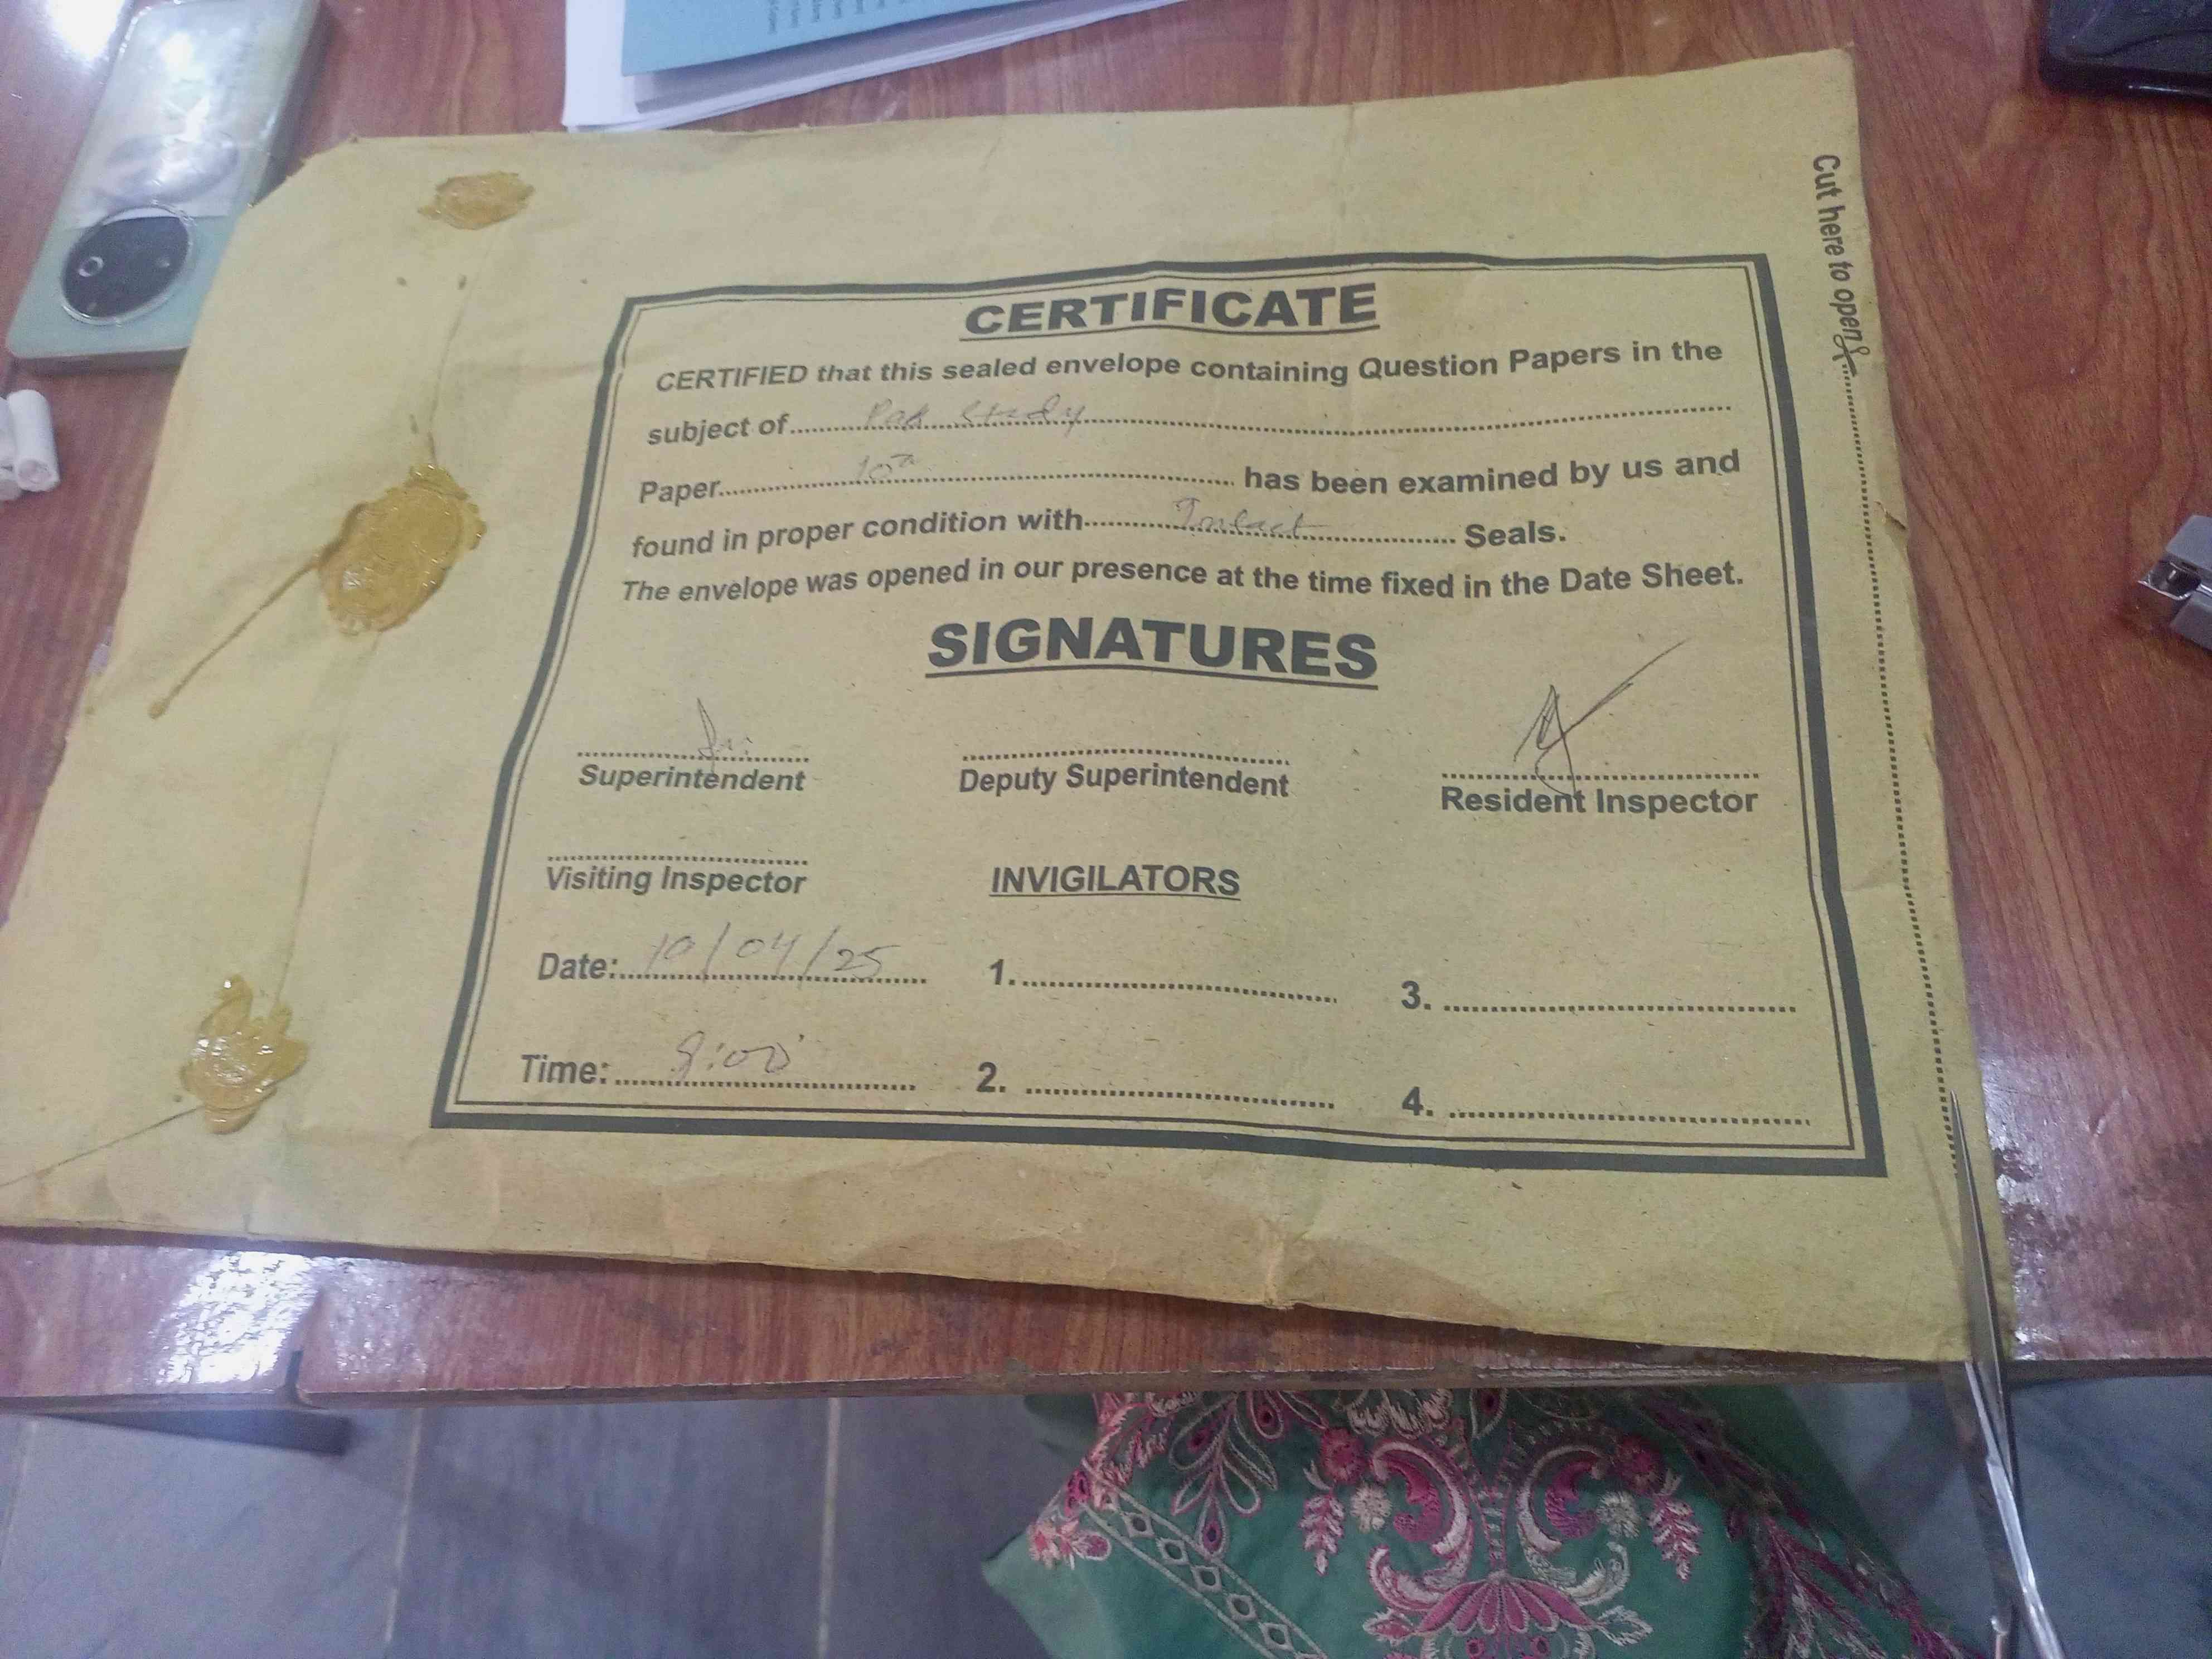 Cut here to open
CERTIFICATE
CERTIFIED that this sealed envelope containing Question Papers in the
subject of Pak Study
Paper 10th has been examined by us and
found in proper condition with Intact Seals.
The envelope was opened in our presence at the time fixed in the Date Sheet.
SIGNATURES
Superintendent Deputy Superintendent Resident Inspector
Visiting Inspector INVIGILATORS
Date: 10/04/25 1. 3.
Time: 8:00 2. 4.